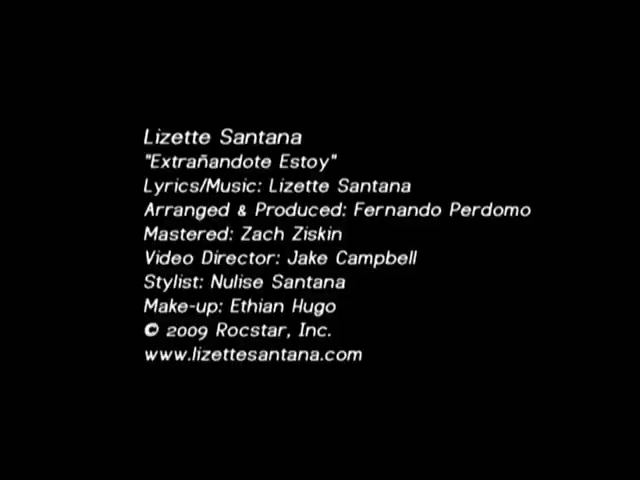 Lizette Santana
"Extrañandote Estoy"
Lyrics/Music: Lizette Santana
Arranged & Produced: Fernando Perdomo
Mastered: Zach Ziskin
Video Director: Jake Campbell
Stylist: Nulise Santana
Make-up: Ethian Hugo
© 2009 Rocstar, Inc.
www.lizettesantana.com